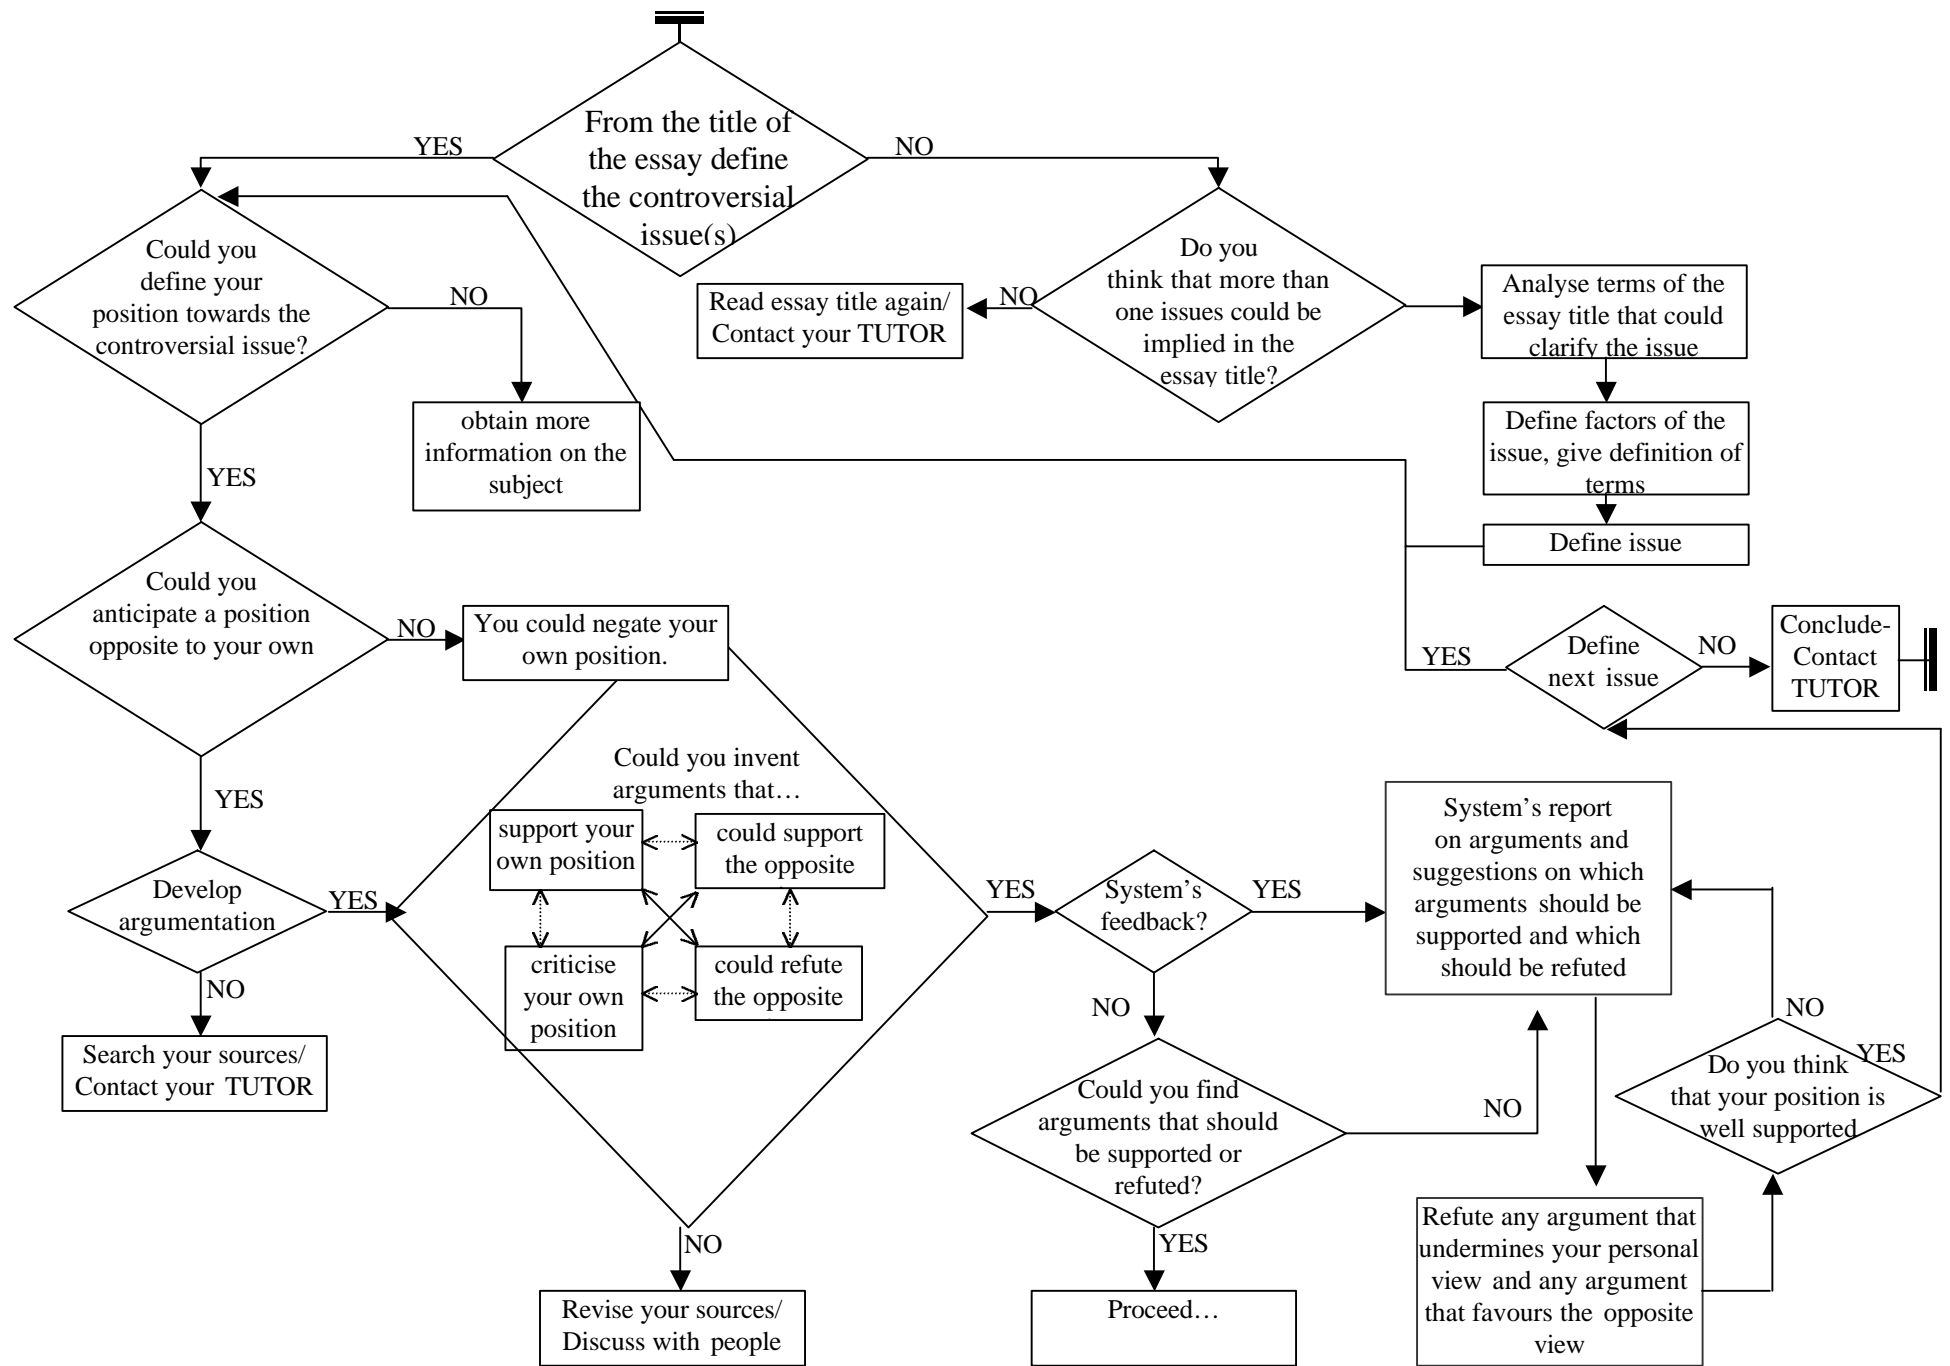 From the title of
the essay define
the controversial
issue(s)
YES
NO
Could you
define your
position towards the
controversial issue?
NO
YES
obtain more
information on the
subject
Do you
think that more than
one issues could be
implied in the
essay title?
NO
Read essay title again/
Contact your TUTOR
Analyse terms of the
essay title that could
clarify the issue
Define factors of the
issue, give definition of
terms
Define issue
Could you
anticipate a position
opposite to your own
NO
YES
You could negate your
own position.
Define
next issue
YES
NO
Conclude-
Contact
TUTOR
Develop
argumentation
YES
NO
Search your sources/
Contact your TUTOR
Could you invent
arguments that…
support your
own position
could support
the opposite
criticise
your own
position
could refute
the opposite
YES
NO
Revise your sources/
Discuss with people
System's
feedback?
YES
NO
System's report
on arguments and
suggestions on which
arguments should be
supported and which
should be refuted
Could you find
arguments that should
be supported or
refuted?
NO
YES
Proceed…
Refute any argument that
undermines your personal
view and any argument
that favours the opposite
view
Do you think
that your position is
well supported
NO
YES